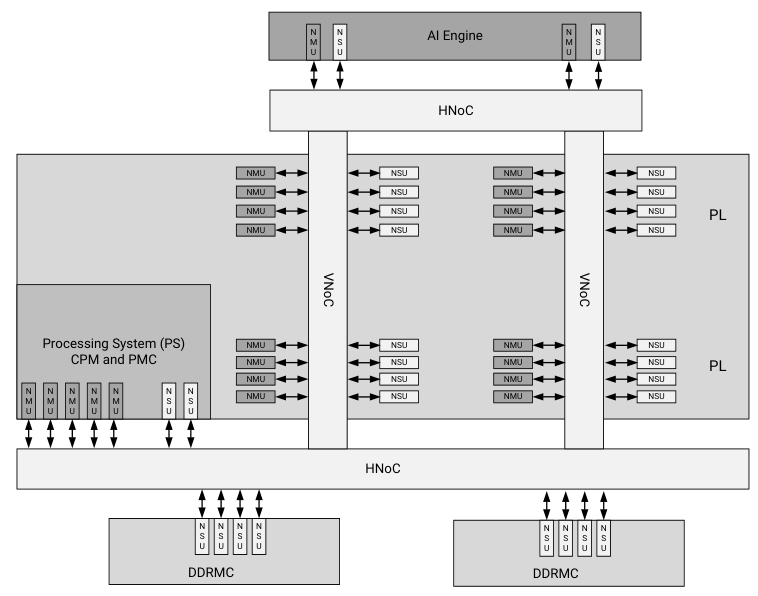 NMU NSU AI Engine NMU NSU
HNoC
NMU NSU NMU NSU
NMU NSU NMU NSU
NMU NSU NMU NSU PL
NMU NSU NMU NSU
VNoC VNoC
Processing System (PS)
CPM and PMC
NMU NSU NMU NSU
NMU NSU NMU NSU PL
NMU NSU NMU NSU
NMU NSU NMU NSU
NMU NMU NMU NMU NMU NSU NSU
HNoC
NSU NSU NSU NSU NSU NSU NSU NSU
DDRMC DDRMC